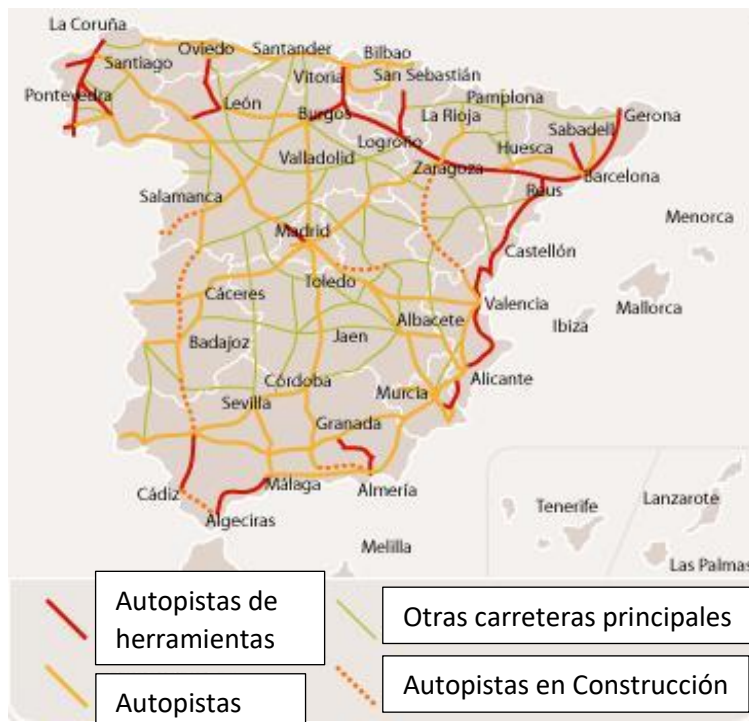 La Coruña
Oviedo
Santander
Bilbao
Santiago
Vitoria
San Sebastián
Pontevedra
León
Burgos
Pamplona
La Rioja
Gerona
Sabadell
Logroño
Huesca
Valladolid
Zaragoza
Barcelona
Salamanca
Reus
Menorca
Madrid
Castellón
Toledo
Cáceres
Valencia
Mallorca
Albacete
Ibiza
Badajoz
Jaen
Alicante
Córdoba
Murcia
Sevilla
Granada
Cádiz
Málaga
Almería
Algeciras
Tenerife
Lanzarote
Melilla
Las Palmas
Autopistas de
herramientas
Otras carreteras principales
Autopistas
Autopistas en Construcción